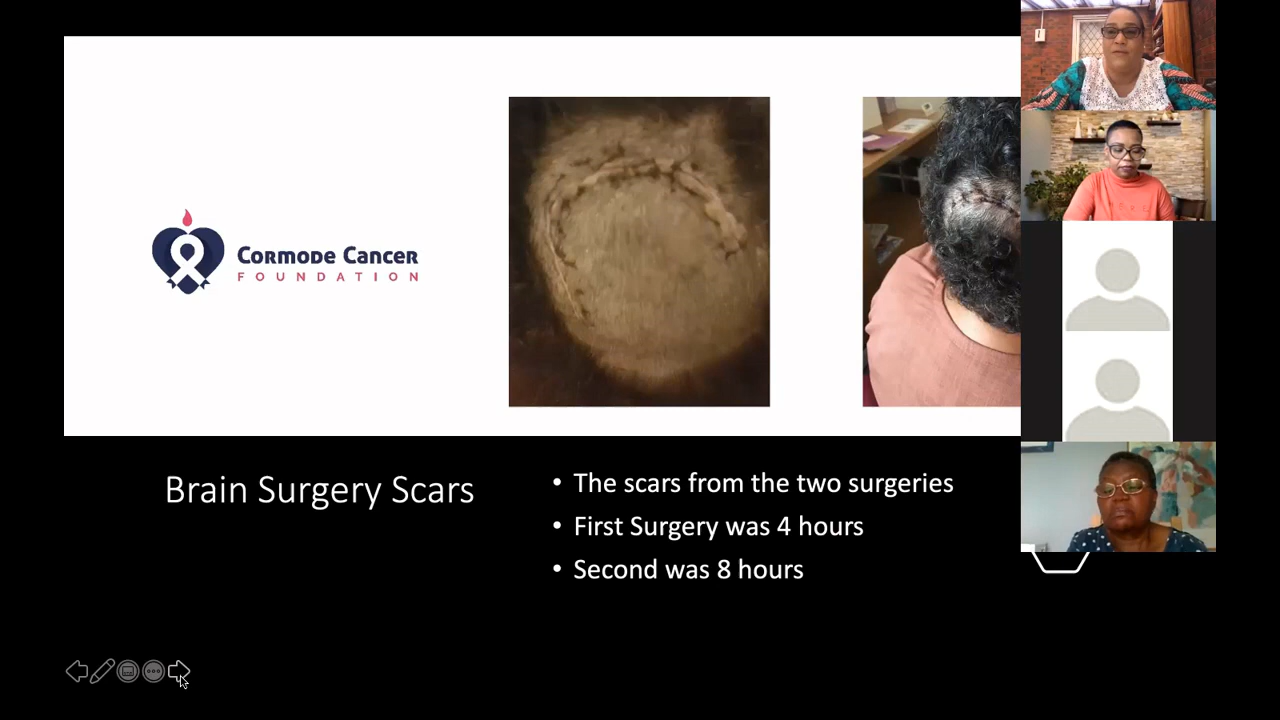 Cormode Cancer
FOUNDATION
Brain Surgery Scars
• The scars from the two surgeries
• First Surgery was 4 hours
• Second was 8 hours